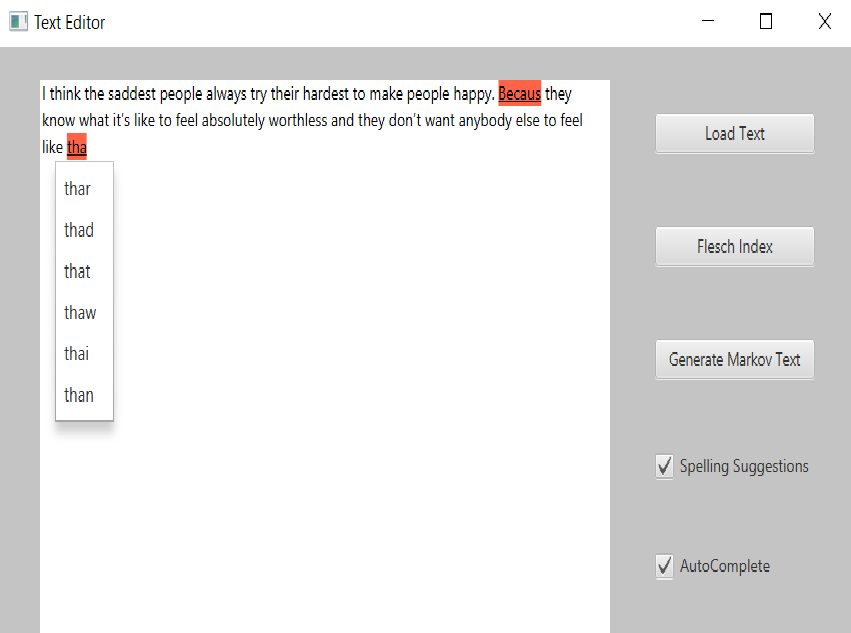 Text Editor
I think the saddest people always try their hardest to make people happy. Becaus they
know what it's like to feel absolutely worthless and they don't want anybody else to feel
like tha
thar
thad
that
thaw
thai
than
Load Text
Flesch Index
Generate Markov Text
Spelling Suggestions
AutoComplete